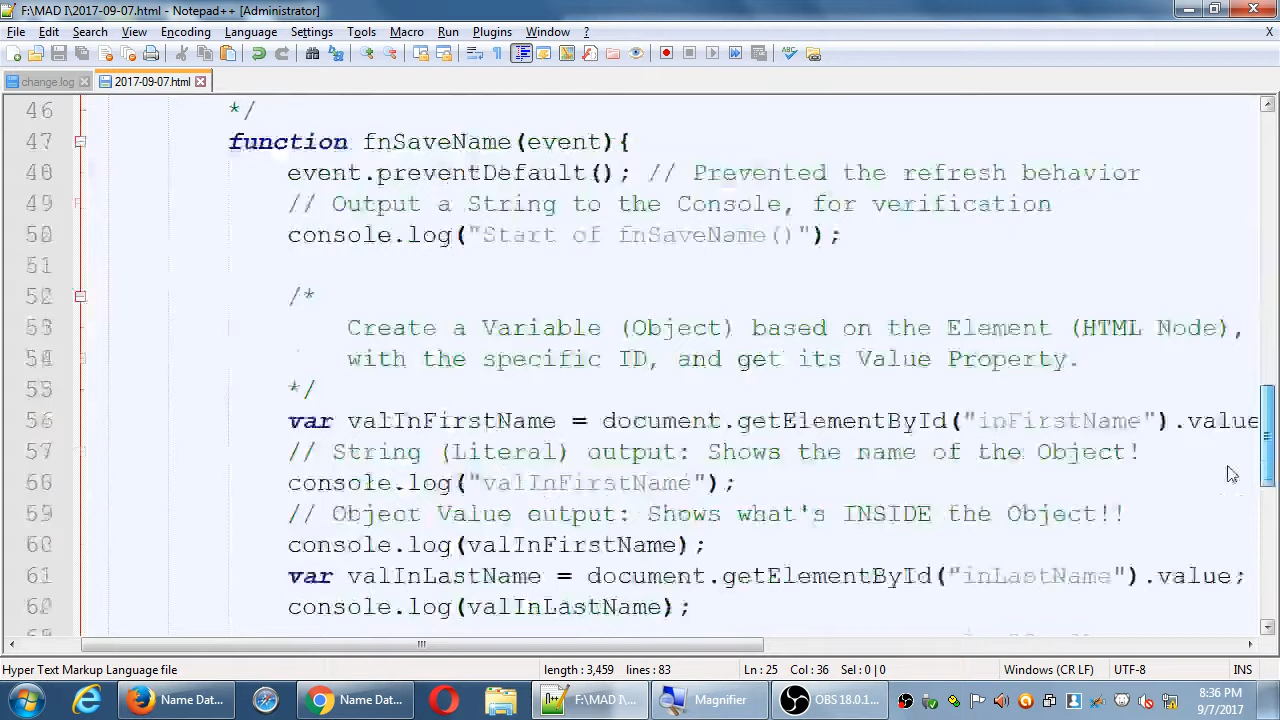 F:\MAD I\2017-09-07.html - Notepad++ [Administrator]
File Edit Search View Encoding Language Settings Tools Macro Run Plugins Window ? X
change.log 2017-09-07.html
46 */
47 function fnSaveName(event){
event.preventDefault(); // Prevented the refresh behavior
49 // Output a String to the Console, for verification
console.log("Start of fnSaveName()");
51
/*
Create a Variable (Object) based on the Element (HTML Node),
54 with the specific ID, and get its Value Property.
*/
56 var valInFirstName = document.getElementById("inFirstName").value
57 // String (Literal) output: Shows the name of the Object!
console.log("valInFirstName");
59 // Object Value output: Shows what's INSIDE the Object!!
60 console.log(valInFirstName);
61 var valInLastName = document.getElementById("inLastName").value;
console.log(valInLastName);
Hyper Text Markup Language file length : 3,459 lines : 83 Ln : 25 Col : 36 Sel : 0 | 0 Windows (CR LF) UTF-8 INS
Name Dat... Name Dat... F:\MAD I\... Magnifier OBS 18.0.1... 8:36 PM
9/7/2017